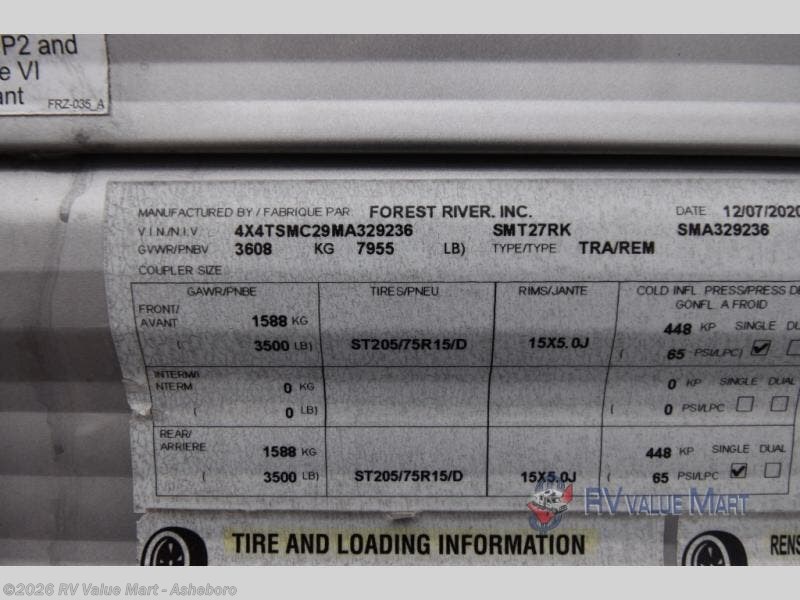 P2 and
e VI
ant
FRZ-035_A
MANUFACTURED BY / FABRIQUE PAR FOREST RIVER, INC. DATE 12/07/2020
V I N / N I V 4X4TSMC29MA329236 SMT27RK SMA329236
GVWR/PNBV 3608 KG 7955 LB) TYPE/TYPE TRA/REM
COUPLER SIZE
GAWR/PNBE TIRES/PNEU RIMS/JANTE COLD INFL PRESS/PRESS DE
GONFL A FROID
FRONT/
AVANT 1588 KG 448 KP SINGLE DUAL
( 3500 LB) ST205/75R15/D 15X5.0J ( 65 PSI/LPC)
INTERM/
INTERM 0 KG 0 KP SINGLE DUAL
( 0 LB) ( 0 PSI/LPC
REAR/
ARRIERE 1588 KG 448 KP SINGLE DUAL
( 3500 LB) ST205/75R15/D 15X5.0J ( 65 PSI/LPC
RV VALUE MART
TIRE AND LOADING INFORMATION RENS
©2026 RV Value Mart - Asheboro